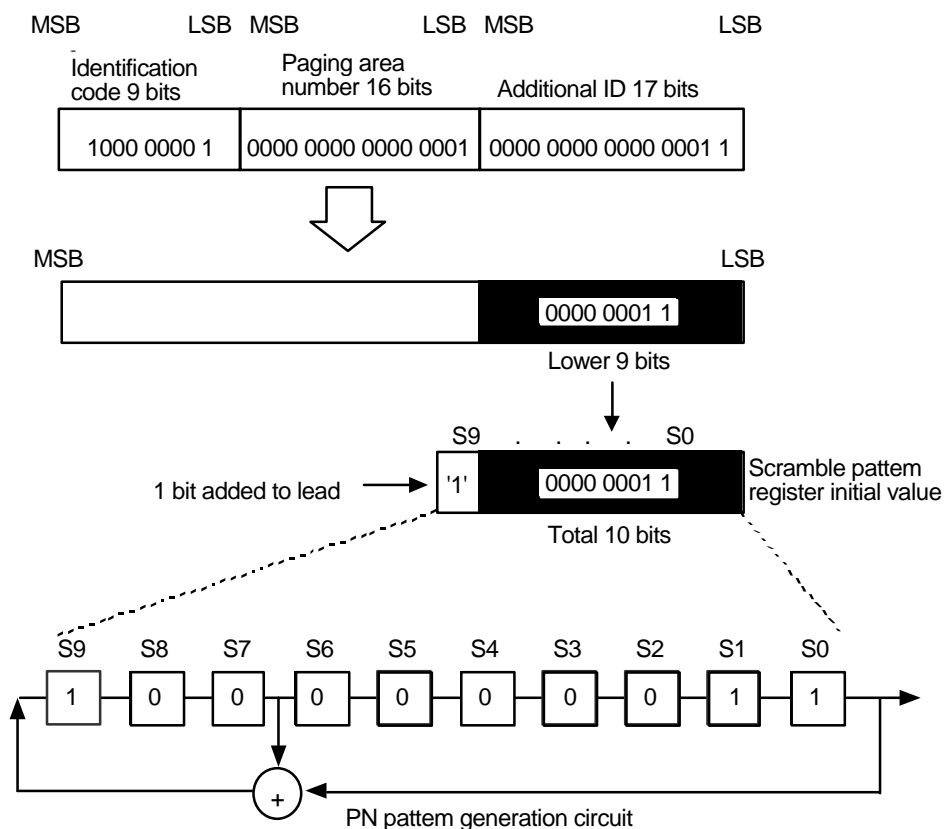 MSB LSB MSB LSB MSB LSB
Identification
code 9 bits
Paging area
number 16 bits
Additional ID 17 bits
1000 0000 1 0000 0000 0000 0001 0000 0000 0000 0001 1
MSB LSB
0000 0001 1
Lower 9 bits
S9 . . . . S0
1 bit added to lead
'1' 0000 0001 1
Scramble pattem
register initial value
Total 10 bits
S9 S8 S7 S6 S5 S4 S3 S2 S1 S0
1 0 0 0 0 0 0 0 1 1
+
PN pattem generation circuit